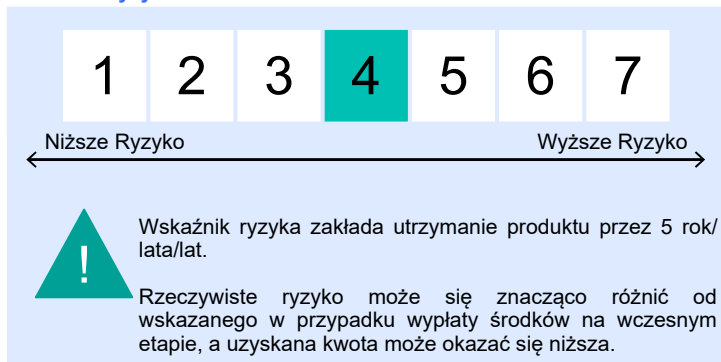 1 2 3 4 5 6 7
Niższe Ryzyko Wyższe Ryzyko
! Wskaźnik ryzyka zakłada utrzymanie produktu przez 5 rok/
lata/lat.
Rzeczywiste ryzyko może się znacząco różnić od
wskazanego w przypadku wypłaty środków na wczesnym
etapie, a uzyskana kwota może okazać się niższa.